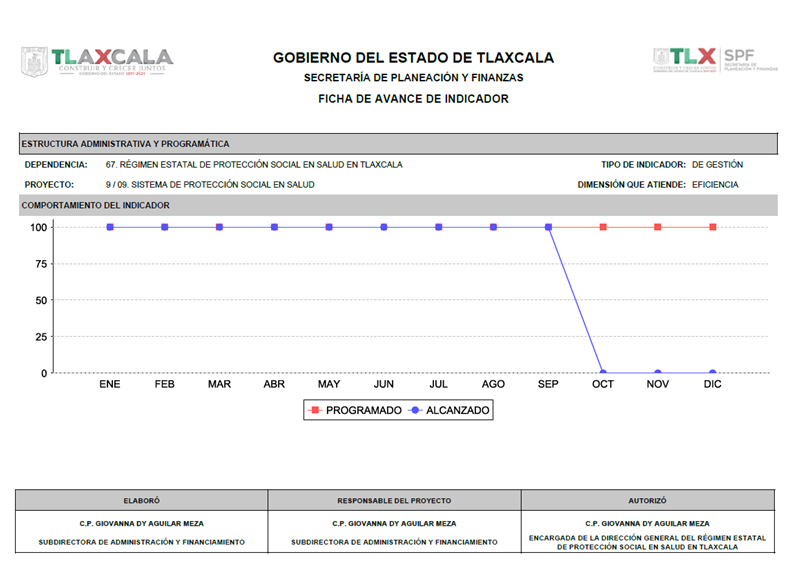 TLAXCALA
CONSTRUIR Y CRECER JUNTOS
GOBIERNO DEL ESTADO 2017-2021
GOBIERNO DEL ESTADO DE TLAXCALA
SECRETARÍA DE PLANEACIÓN Y FINANZAS
FICHA DE AVANCE DE INDICADOR
TLX
SPF
SECRETARÍA DE
PLANEACIÓN Y FINANZAS
ESTRUCTURA ADMINISTRATIVA Y PROGRAMÁTICA
DEPENDENCIA: 67. RÉGIMEN ESTATAL DE PROTECCIÓN SOCIAL EN SALUD EN TLAXCALA TIPO DE INDICADOR: DE GESTIÓN
PROYECTO: 9 / 09. SISTEMA DE PROTECCIÓN SOCIAL EN SALUD DIMENSIÓN QUE ATIENDE: EFICIENCIA
COMPORTAMIENTO DEL INDICADOR
100
75
50
25
0
ENE FEB MAR ABR MAY JUN JUL AGO SEP OCT NOV DIC
PROGRAMADO ALCANZADO
ELABORÓ RESPONSABLE DEL PROYECTO AUTORIZÓ
C.P. GIOVANNA DY AGUILAR MEZA C.P. GIOVANNA DY AGUILAR MEZA C.P. GIOVANNA DY AGUILAR MEZA
SUBDIRECTORA DE ADMINISTRACIÓN Y FINANCIAMIENTO SUBDIRECTORA DE ADMINISTRACIÓN Y FINANCIAMIENTO ENCARGADA DE LA DIRECCIÓN GENERAL DEL RÉGIMEN ESTATAL
DE PROTECCIÓN SOCIAL EN SALUD EN TLAXCALA